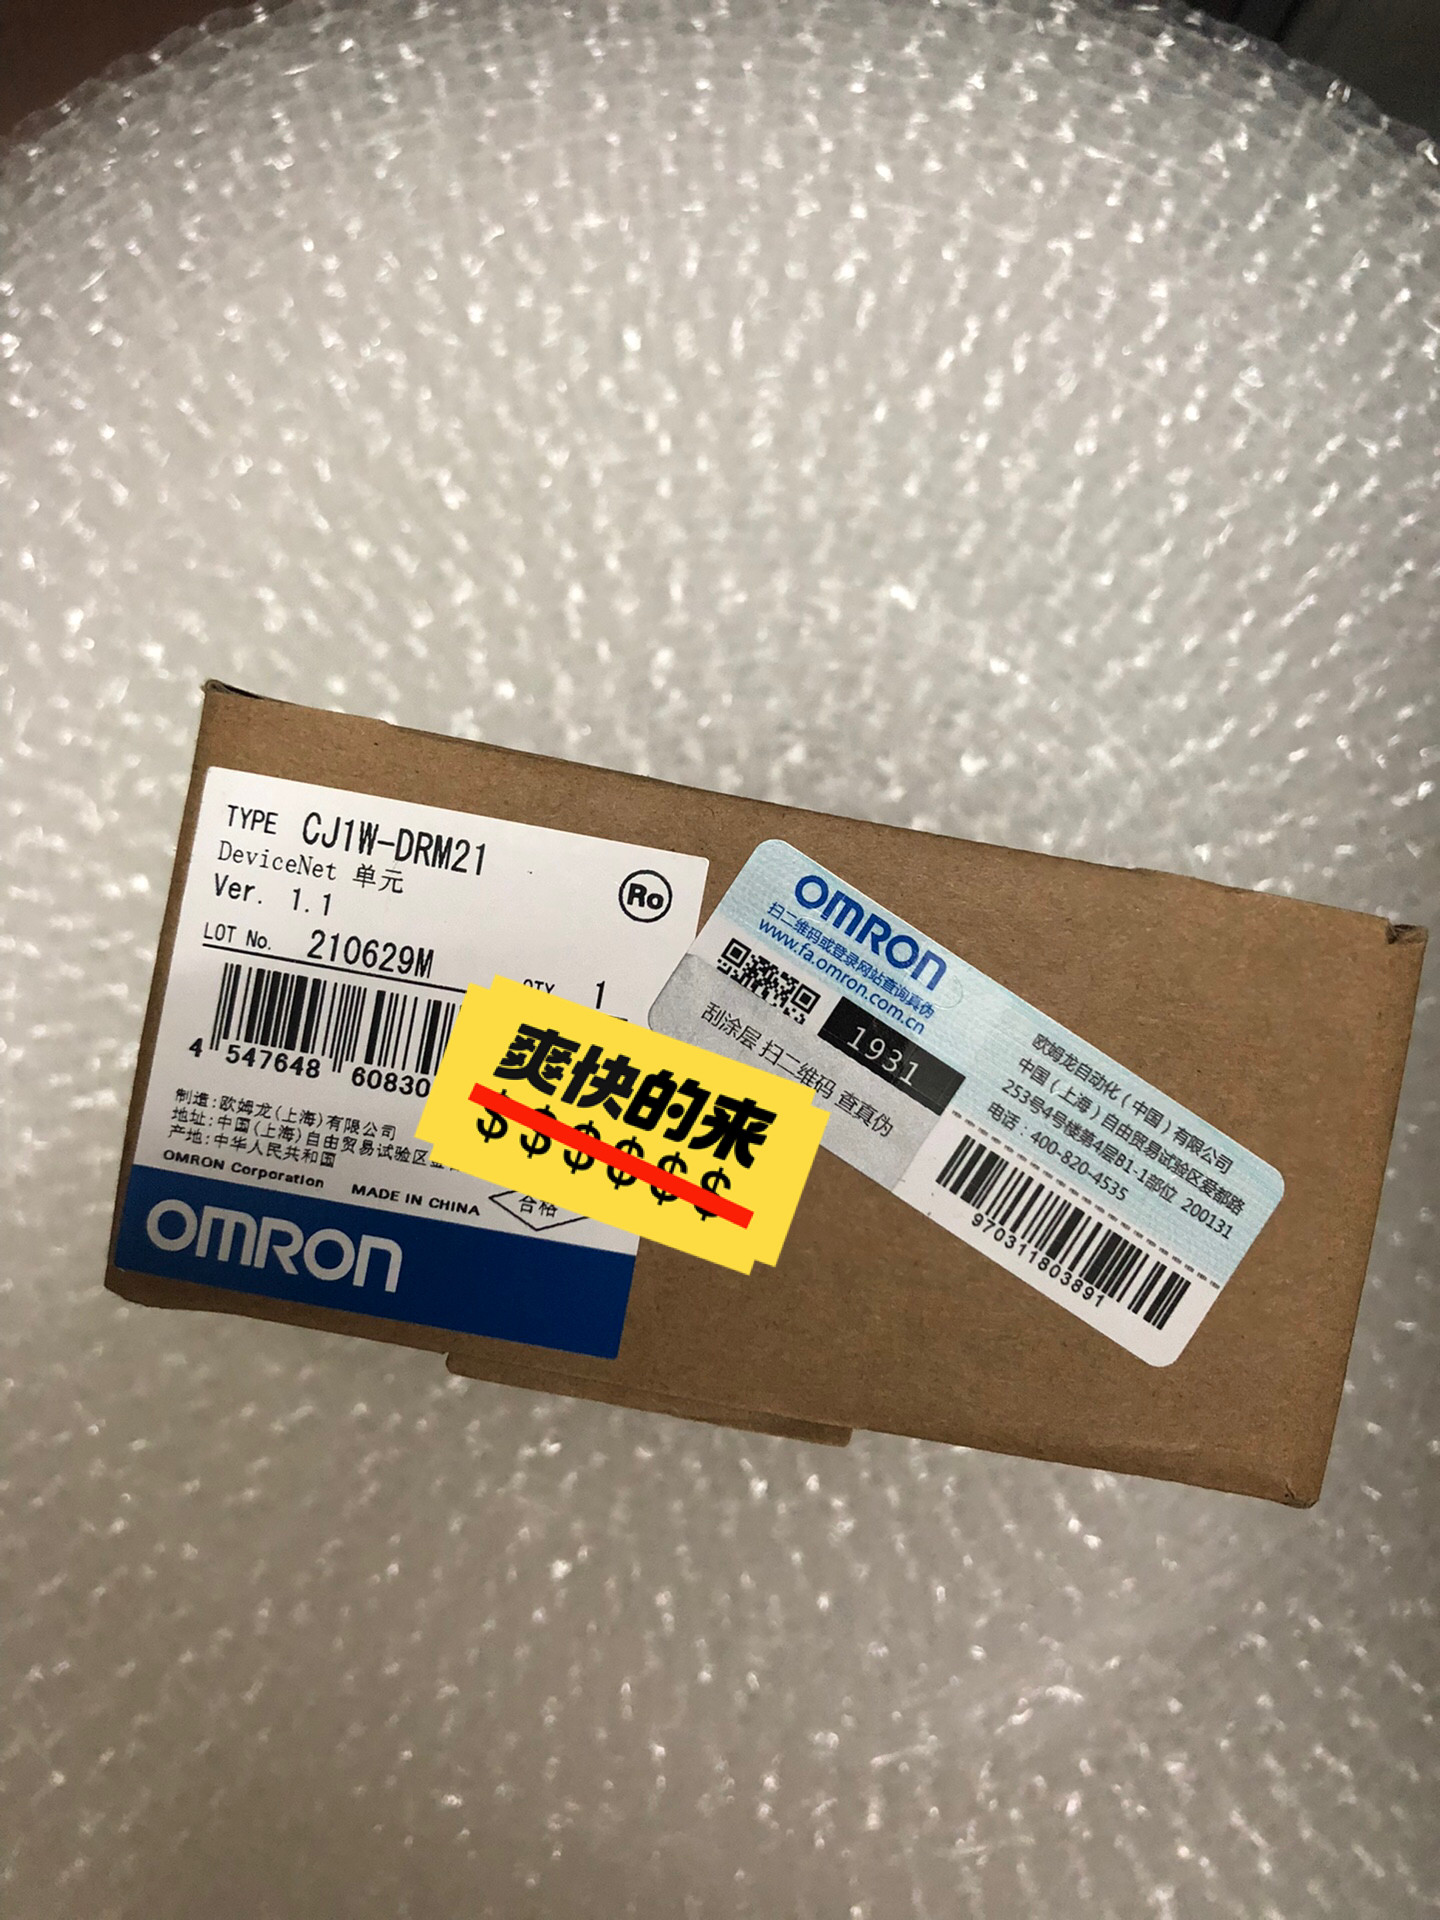 TYPE CJ1W-DRM21
DeviceNet 单元
Ver. 1.1
Ro
LOT No. 210629M
QTY 1
4 547648 60830
制造:欧姆龙(上海)有限公司
地址:中国(上海)自由贸易试验区金
产地:中华人民共和国
OMRON Corporation MADE IN CHINA
合格
OMRON
爽快的来
$$$$$$
OMRON
扫二维码或登录网站查询真伪
www.fa.omron.com.cn
1931
刮涂层 扫二维码 查真伪
欧姆龙自动化(中国)有限公司
中国(上海)自由贸易试验区爱都路
253号4号楼第4层B1-1部位 200131
电话:400-820-4535
970311803891